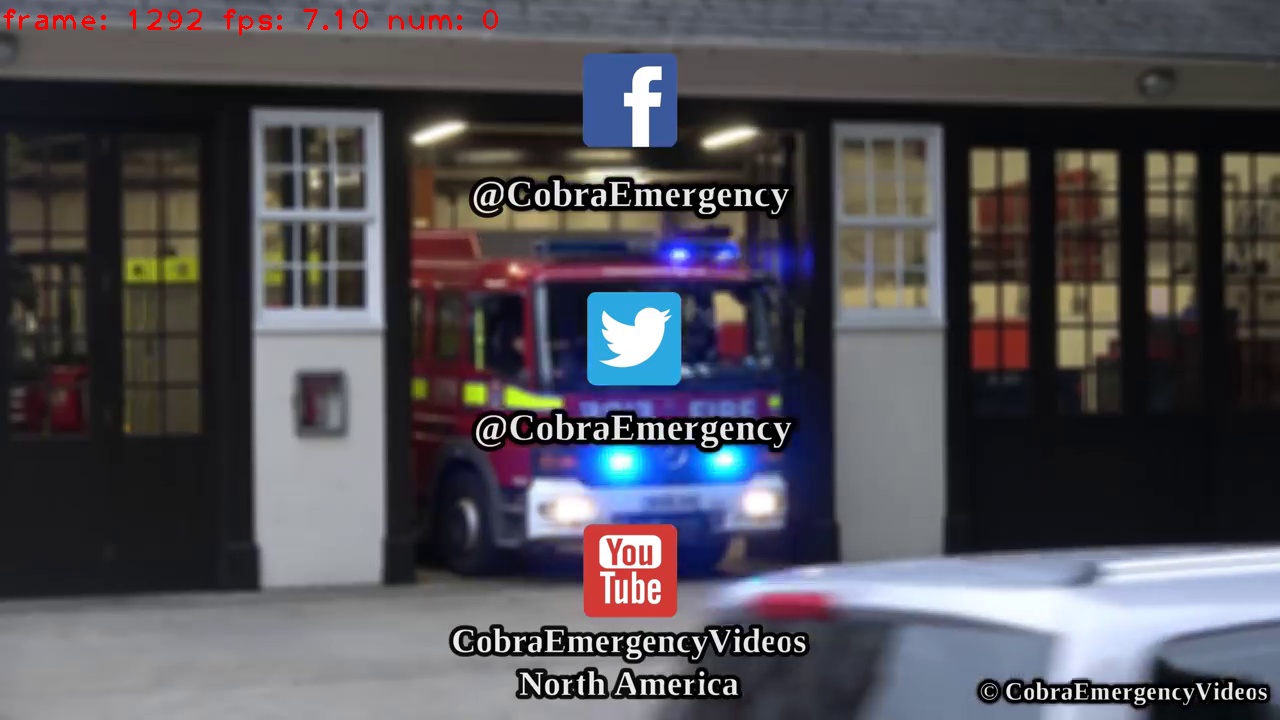 frame: 1292 fps: 7.10 num: 0
f
@CobraEmergency
@CobraEmergency
You
Tube
CobraEmergencyVideos
North America
© CobraEmergencyVideos